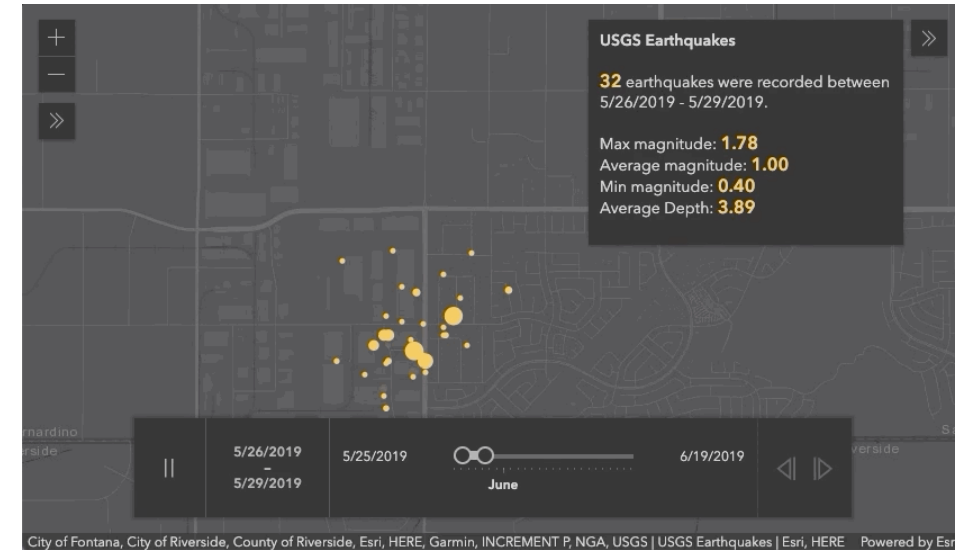 USGS Earthquakes
32 earthquakes were recorded between
5/26/2019 - 5/29/2019.
Max magnitude: 1.78
Average magnitude: 1.00
Min magnitude: 0.40
Average Depth: 3.89
rnardino
erside
S
verside
5/26/2019
–
5/29/2019
5/25/2019
6/19/2019
June
City of Fontana, City of Riverside, County of Riverside, Esri, HERE, Garmin, INCREMENT P, NGA, USGS | USGS Earthquakes | Esri, HERE Powered by Esr